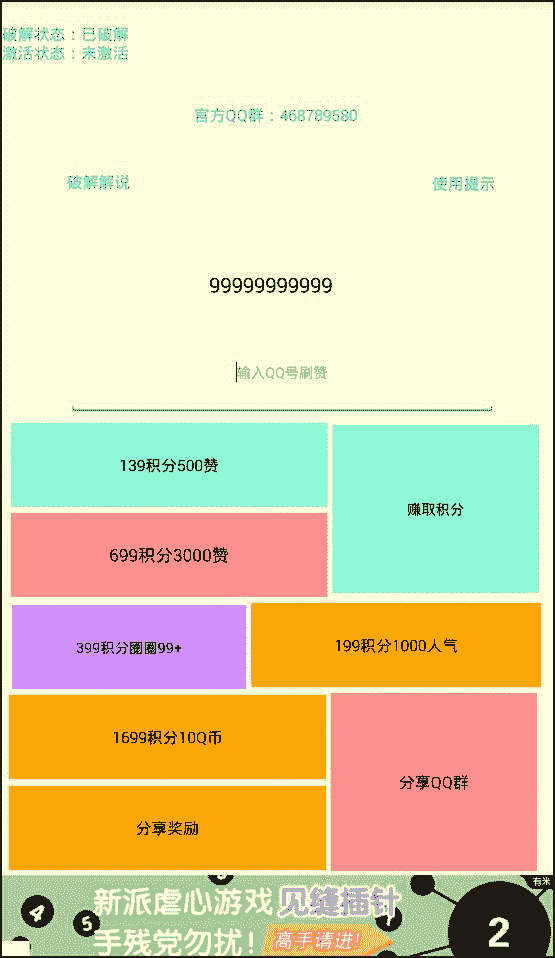 破解状态：已破解
激活状态：未激活
官方QQ群：468789680
破解解说
使用提示
99999999999
输入QQ号刷赞
139积分500赞
赚取积分
699积分3000赞
399积分圈圈99+
199积分1000人气
1699积分10Q币
分享QQ群
分享奖励
有米
新派虐心游戏 见缝插针
手残党勿扰！高手请进！
4
5
2